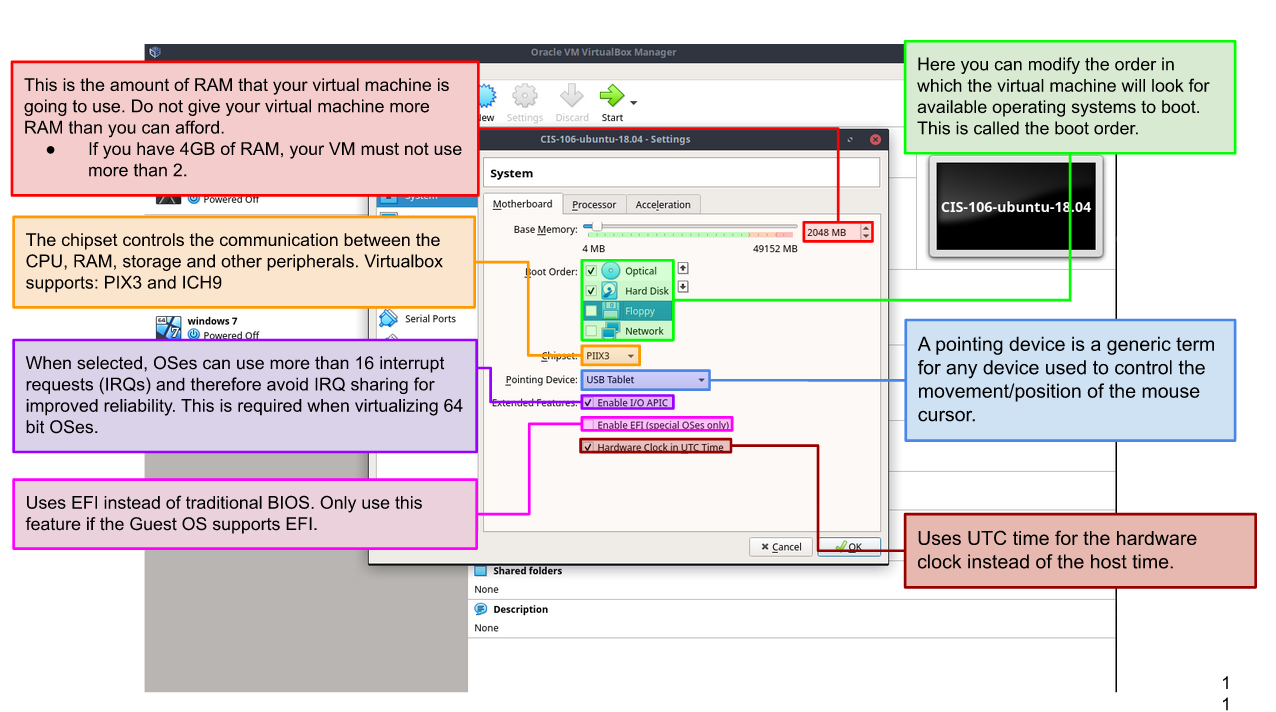 Oracle VM VirtualBox Manager
This is the amount of RAM that your virtual machine is
going to use. Do not give your virtual machine more
RAM than you can afford.
● If you have 4GB of RAM, your VM must not use
more than 2.
Settings
Discard
Start
Here you can modify the order in
which the virtual machine will look for
available operating systems to boot.
This is called the boot order.
CIS-106-ubuntu-18.04 - Settings
System
Powered Off
Motherboard
Processor
Acceleration
CIS-106-ubuntu-18.04
Base Memory:
2048 MB
4 MB
49152 MB
The chipset controls the communication between the
CPU, RAM, storage and other peripherals. Virtualbox
supports: PIX3 and ICH9
Boot Order:
Optical
Hard Disk
Floppy
Network
windows 7
Powered Off
64
7
Serial Ports
Chipset:
PIIX3
Pointing Device:
USB Tablet
A pointing device is a generic term
for any device used to control the
movement/position of the mouse
cursor.
When selected, OSes can use more than 16 interrupt
requests (IRQs) and therefore avoid IRQ sharing for
improved reliability. This is required when virtualizing 64
bit OSes.
Extended Features:
Enable I/O APIC
Enable EFI (special OSes only)
Hardware Clock in UTC Time
Uses EFI instead of traditional BIOS. Only use this
feature if the Guest OS supports EFI.
Uses UTC time for the hardware
clock instead of the host time.
Cancel
OK
Shared folders
None
Description
None
1
1